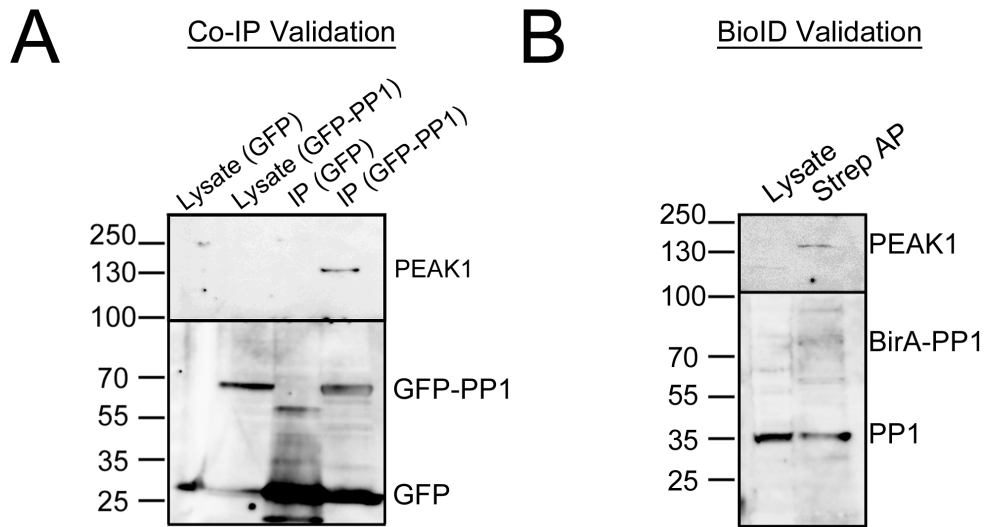 A
Co-IP Validation
Lysate (GFP)
Lysate (GFP-PP1)
IP (GFP)
IP (GFP-PP1)
250
130
100
70
55
35
25
PEAK1
GFP-PP1
GFP
B
BioID Validation
Lysate
Strep AP
250
130
100
70
55
35
25
PEAK1
BirA-PP1
PP1